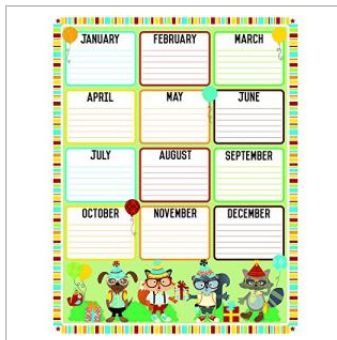 JANUARY FEBRUARY MARCH
APRIL MAY JUNE
JULY AUGUST SEPTEMBER
OCTOBER NOVEMBER DECEMBER